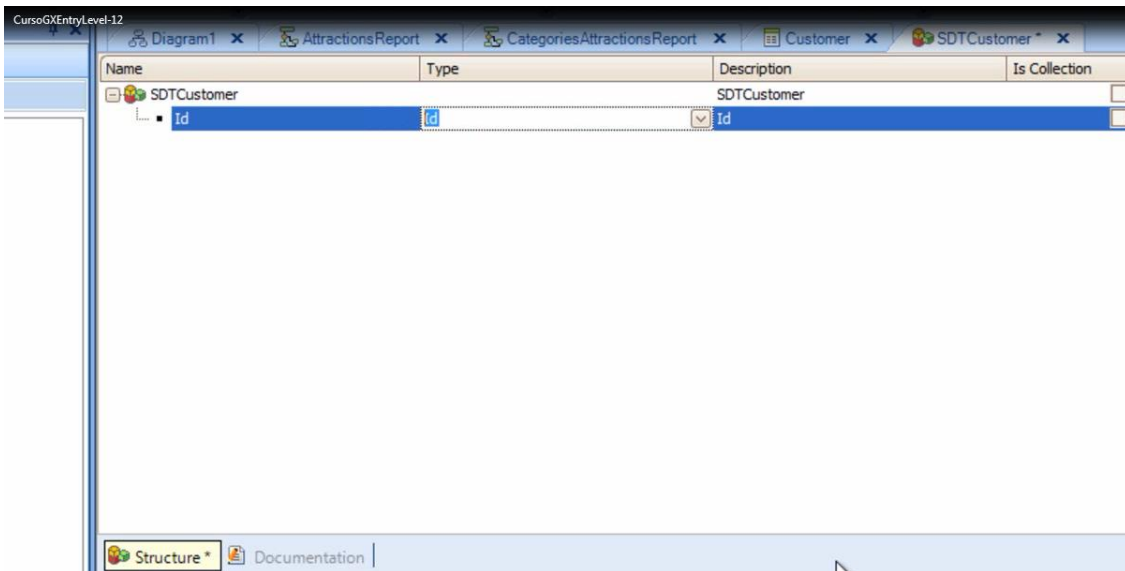 CursoGXEntryLevel-12
Diagram1 AttractionsReport CategoriesAttractionsReport Customer SDTCustomer *
Name Type Description Is Collection
SDTCustomer SDTCustomer
Id Id Id
Structure * Documentation